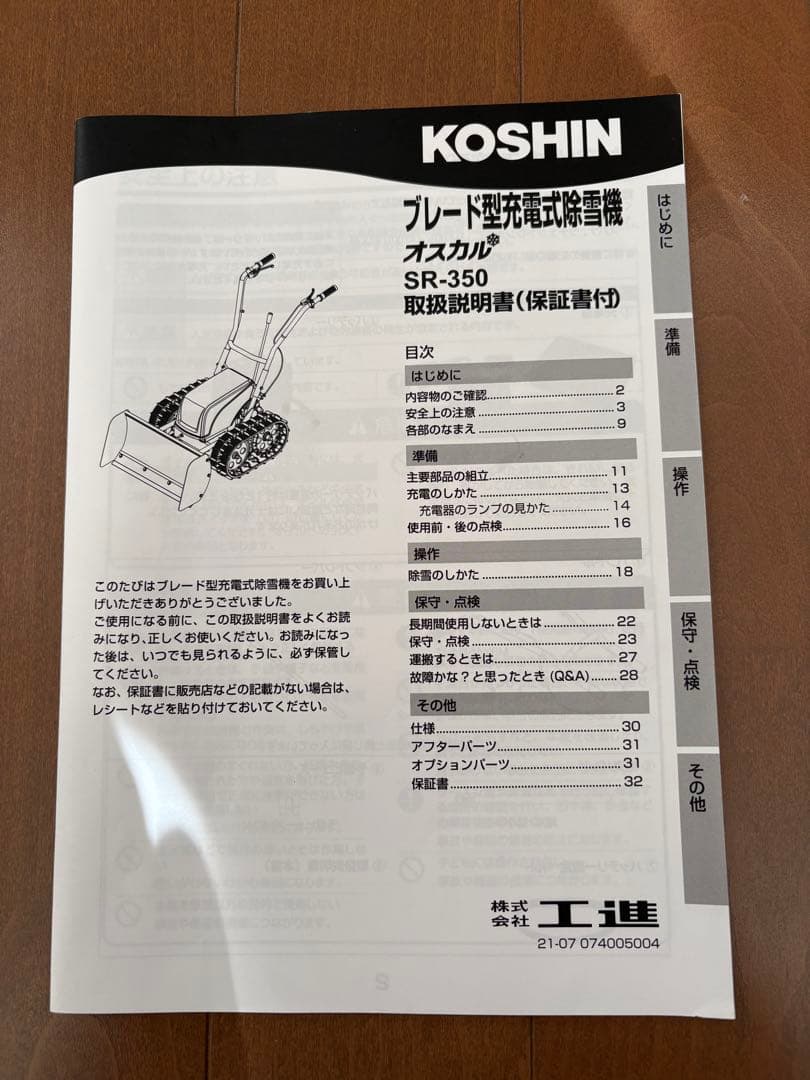 KOSHIN
ブレード型充電式除雪機
オスカル
SR-350
取扱説明書(保証書付)
目次
はじめに
内容物のご確認 2
安全上の注意 3
各部のなまえ 9
準備
主要部品の組立 11
充電のしかた 13
充電器のランプの見かた 14
使用前・後の点検 16
操作
除雪のしかた 18
保守・点検
長期間使用しないときは 22
保守・点検 23
運搬するときは 27
故障かな?と思ったとき (Q&A) 28
その他
仕様 30
アフターパーツ 31
オプションパーツ 31
保証書 32
このたびはブレード型充電式除雪機をお買い上
げいただきありがとうございました。
ご使用になる前に、この取扱説明書をよくお読
みになり、正しくお使いください。お読みになっ
た後は、いつでも見られるように、必ず保管し
てください。
なお、保証書に販売店などの記載がない場合は、
レシートなどを貼り付けておいてください。
はじめに
準備
操作
保守・点検
その他
株式会社 工進
21-07 074005004